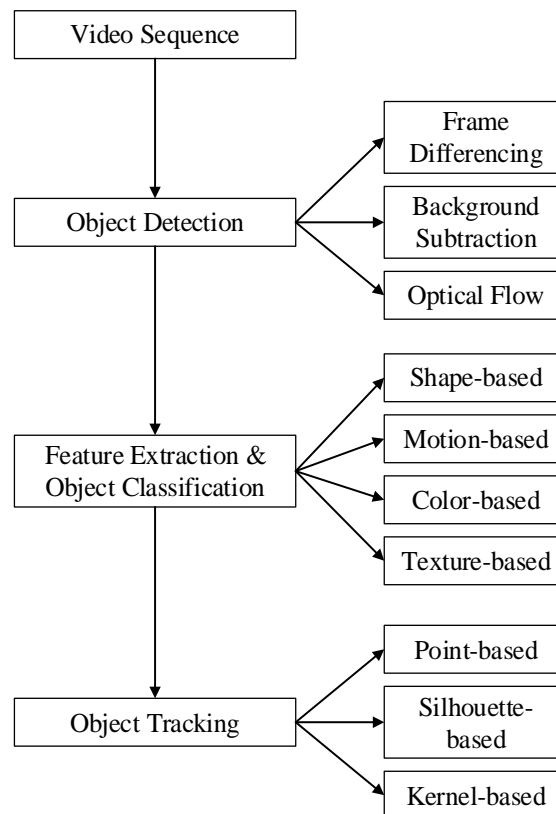 Video Sequence
Object Detection
Frame
Differencing
Background
Subtraction
Optical Flow
Feature Extraction &
Object Classification
Shape-based
Motion-based
Color-based
Texture-based
Object Tracking
Point-based
Silhouette-
based
Kernel-based